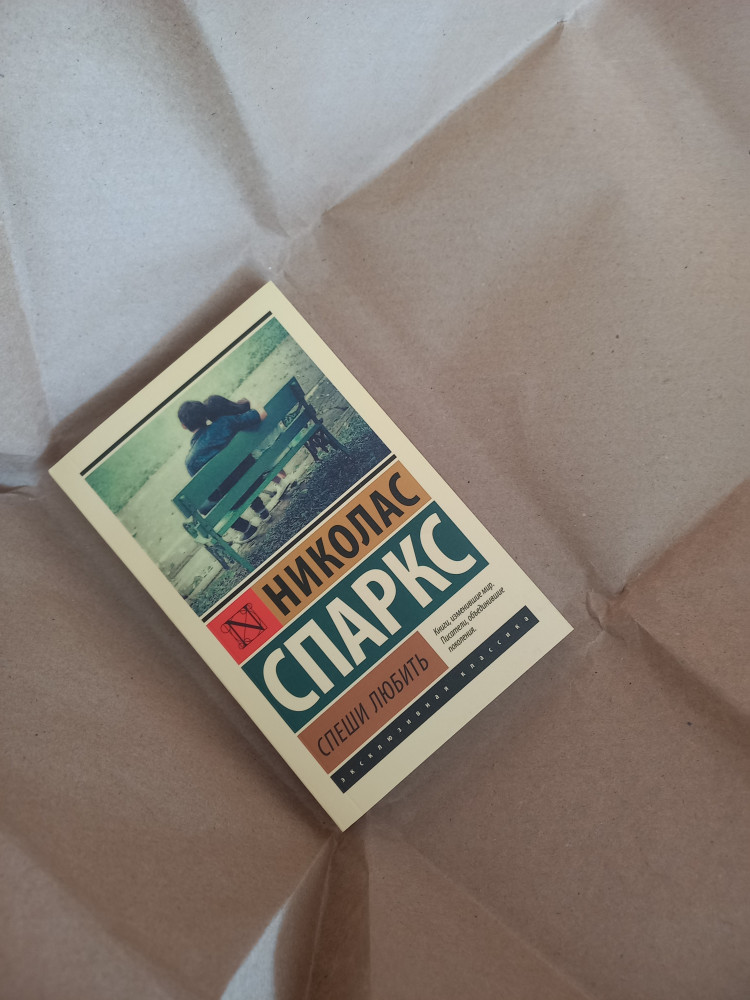 НИКОЛАС
N
СПАРКС
СПЕШИ ЛЮБИТЬ
Книги, изменившие мир.
Писатели, объединившие
поколения.
эксклюзивная классика